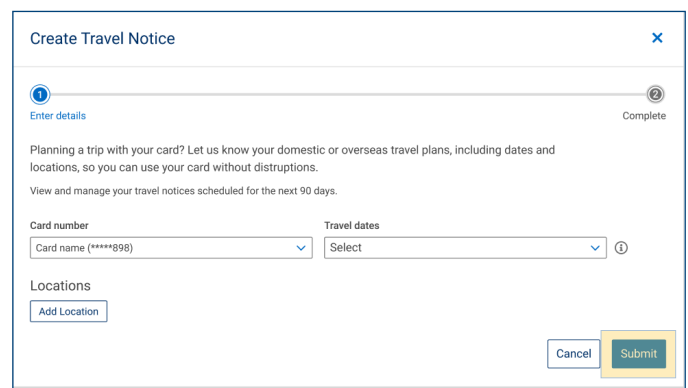 Create Travel Notice
1
2
Enter details
Complete
Planning a trip with your card? Let us know your domestic or overseas travel plans, including dates and
locations, so you can use your card without distruptions.
View and manage your travel notices scheduled for the next 90 days.
Card number
Travel dates
Card name (*****898)
Select
Locations
Add Location
Cancel
Submit